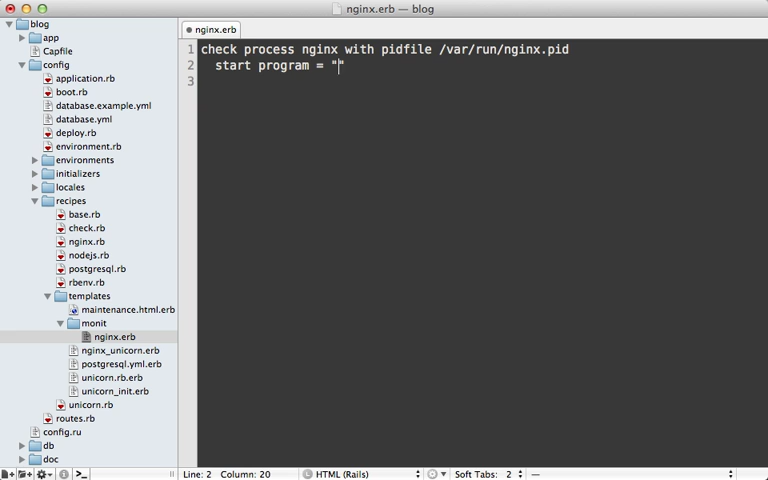 nginx.erb — blog
blog
app
Capfile
config
application.rb
boot.rb
database.example.yml
database.yml
deploy.rb
environment.rb
environments
initializers
locales
recipes
base.rb
check.rb
nginx.rb
nodejs.rb
postgresql.rb
rbenv.rb
templates
maintenance.html.erb
monit
nginx.erb
nginx_unicorn.erb
postgresql.yml.erb
unicorn.rb.erb
unicorn_init.erb
unicorn.rb
routes.rb
config.ru
db
doc
nginx.erb
1 check process nginx with pidfile /var/run/nginx.pid
2 start program = ""
3
Line: 2 Column: 20 L HTML (Rails) Soft Tabs: 2 —